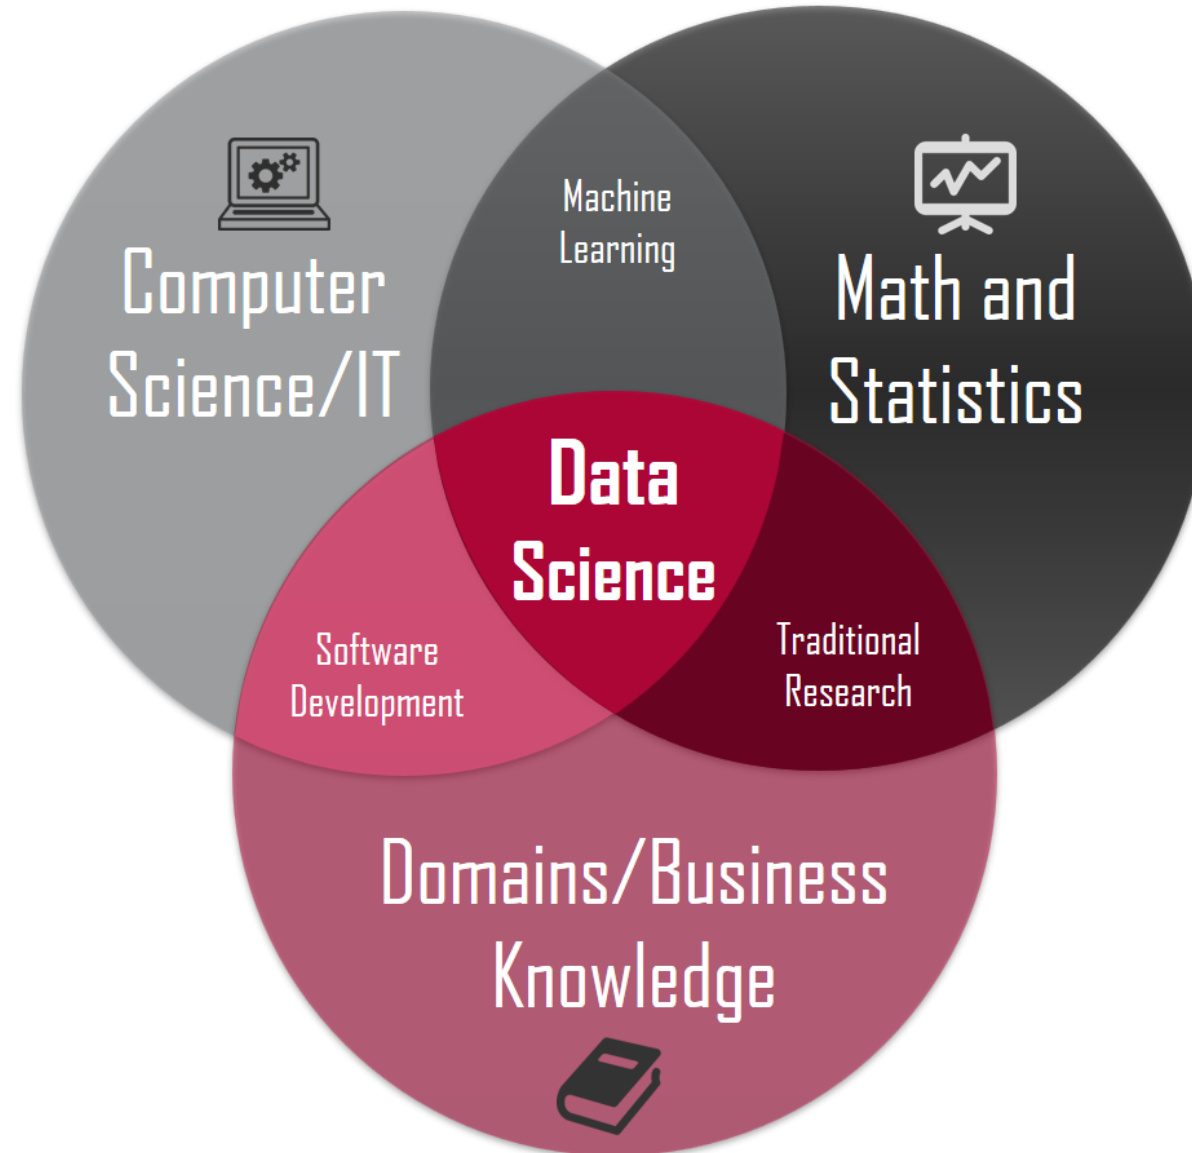 Machine
Learning
Computer
Science/IT
Math and
Statistics
Data
Science
Software
Development
Traditional
Research
Domains/Business
Knowledge